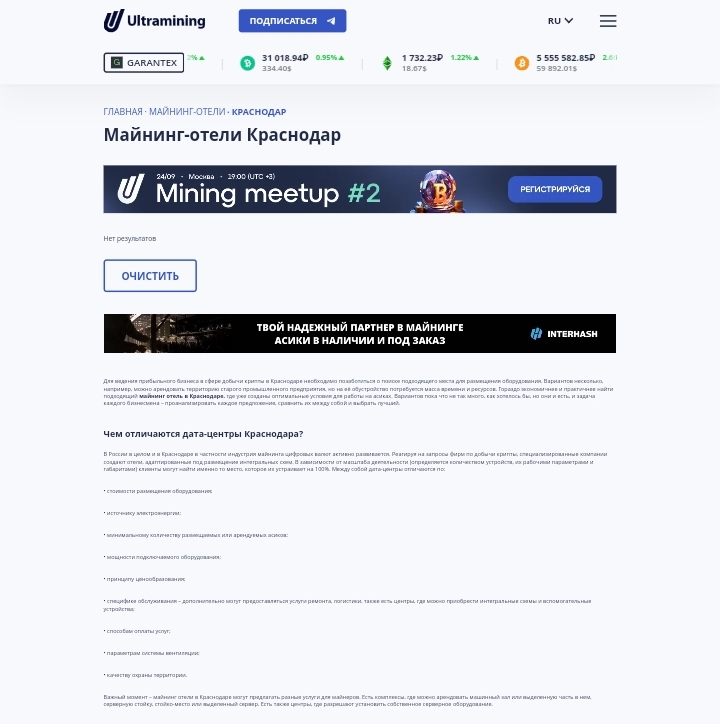 Ultramining
ПОДПИСАТЬСЯ
RU
GARANTEX
3%▲
31 018.94₽ 0.95%▲
334.40$
1 732.23₽ 1.22%▲
18.67$
5 555 582.85₽
59 892.01$
ГЛАВНАЯ · МАЙНИНГ-ОТЕЛИ · КРАСНОДАР
Майнинг-отели Краснодар
24/09 • Москва • 19:00 (UTC +3)
Mining meetup #2
РЕГИСТРИРУЙСЯ
Нет результатов
ОЧИСТИТЬ
ТВОЙ НАДЕЖНЫЙ ПАРТНЕР В МАЙНИНГЕ
АСИКИ В НАЛИЧИИ И ПОД ЗАКАЗ
INTERHASH
Для ведения прибыльного бизнеса в сфере добычи крипты в Краснодаре необходимо позаботиться о поиске подходящего места для размещения оборудования. Вариантов несколько,
например, можно арендовать территорию старого промышленного предприятия, но на её обустройство потребуется масса времени и ресурсов. Гораздо экономичнее и практичнее найти
подходящий майнинг отель в Краснодаре, где уже созданы оптимальные условия для работы на асиках. Вариантов пока что не так много, как хотелось бы, но они и есть, и задача
каждого бизнесмена – проанализировать каждое предложение, сравнить их между собой и выбрать лучший.
Чем отличаются дата-центры Краснодара?
В России в целом и в Краснодаре в частности индустрия майнинга цифровых валют активно развивается. Реагируя на запросы фирм по добычи крипты, специализированные компании
создают отели, адаптированные под размещение интегральных схем. В зависимости от масштаба деятельности (определяется количеством устройств, их рабочими параметрами и
габаритами) клиенты могут найти именно то место, которое их устраивает на 100%. Между собой дата-центры отличаются по:
• стоимости размещения оборудования;
• источнику электроэнергии;
• минимальному количеству размещаемых или арендуемых асиков;
• мощности подключаемого оборудования;
• принципу ценообразования;
• специфике обслуживания – дополнительно могут предоставляться услуги ремонта, логистики, также есть центры, где можно приобрести интегральные схемы и вспомогательные
устройства;
• способам оплаты услуг;
• параметрам системы вентиляции;
• качеству охраны территории.
Важный момент – майнинг отели в Краснодаре могут предлагать разные услуги для майнеров. Есть комплексы, где можно арендовать машинный зал или выделенную часть в нем,
серверную стойку, стойко-место или выделенный сервер. Есть также центры, где разрешают установить собственное серверное оборудование.